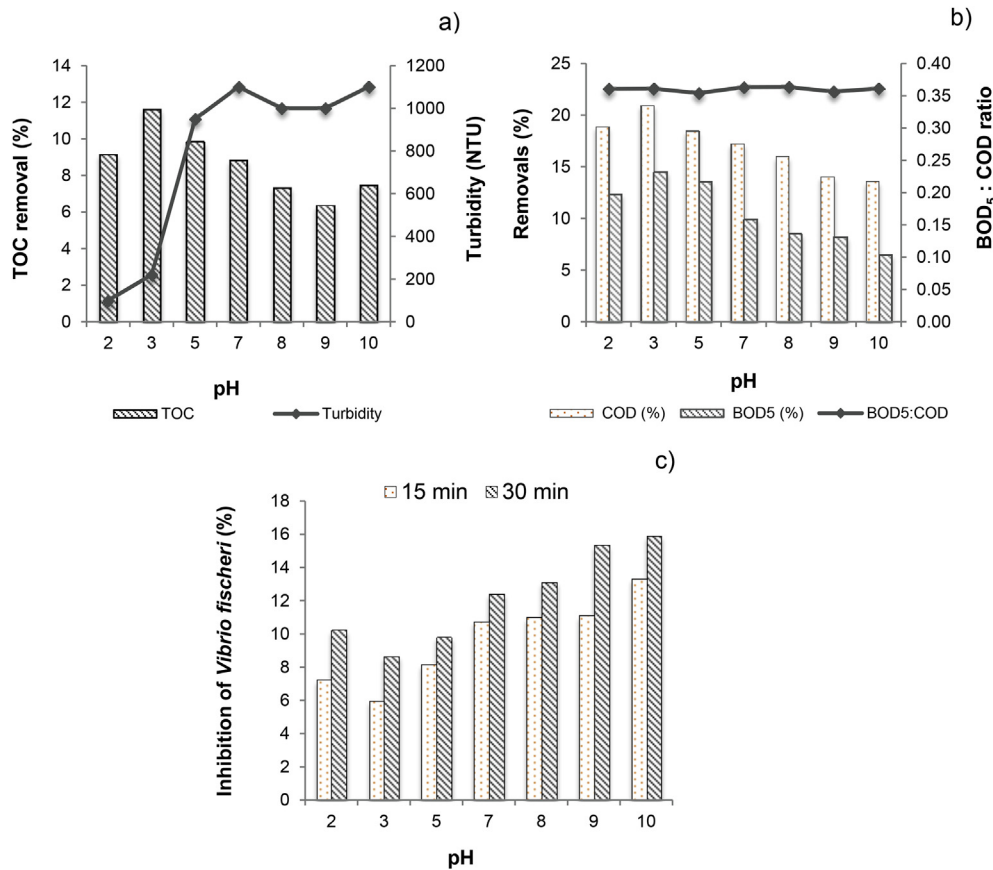 a)
14
12
10
8
6
4
2
0
TOC removal (%)
1200
1000
800
600
400
200
0
Turbidity (NTU)
2 3 5 7 8 9 10
pH
TOC Turbidity
b)
25
20
15
10
5
0
Removals (%)
0.40
0.35
0.30
0.25
0.20
0.15
0.10
0.05
0.00
BOD5 : COD ratio
2 3 5 7 8 9 10
pH
COD (%) BOD5 (%) BOD5:COD
c)
15 min 30 min
18
16
14
12
10
8
6
4
2
0
Inhibition of Vibrio fischeri (%)
2 3 5 7 8 9 10
pH